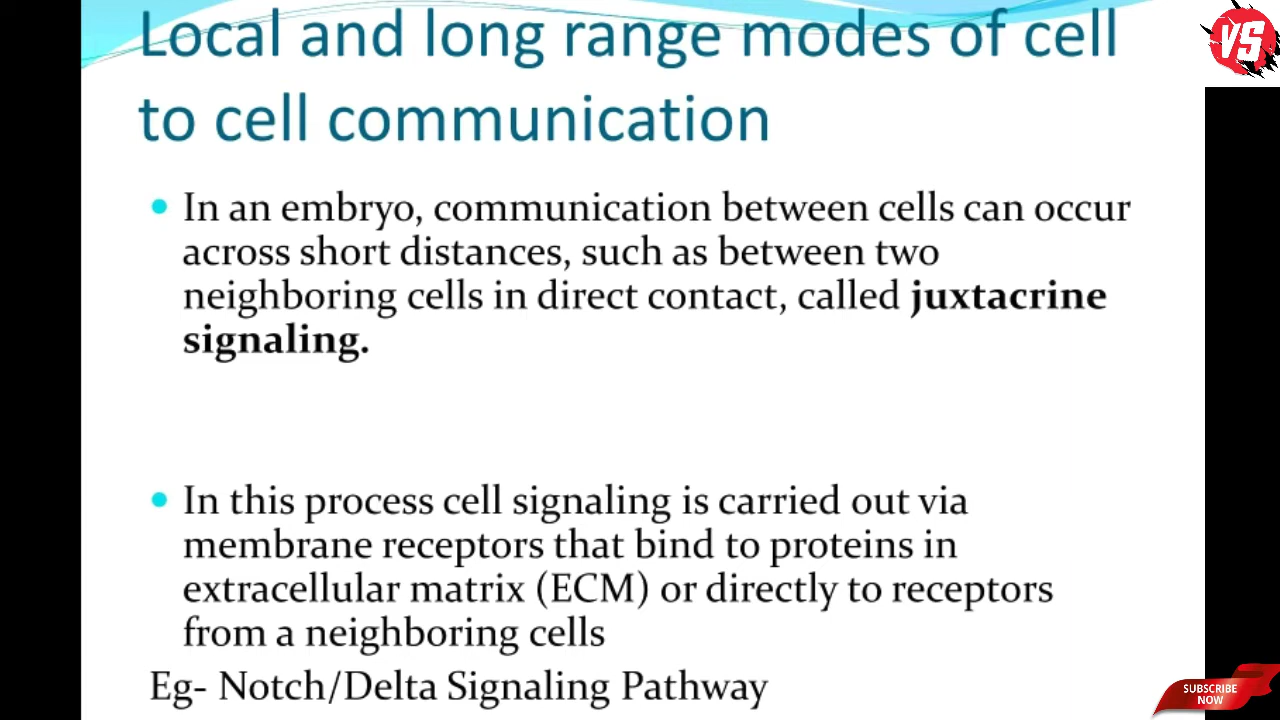 Local and long range modes of cell
to cell communication
VS
• In an embryo, communication between cells can occur
across short distances, such as between two
neighboring cells in direct contact, called juxtacrine
signaling.
• In this process cell signaling is carried out via
membrane receptors that bind to proteins in
extracellular matrix (ECM) or directly to receptors
from a neighboring cells
Eg- Notch/Delta Signaling Pathway
SUBSCRIBE
NOW